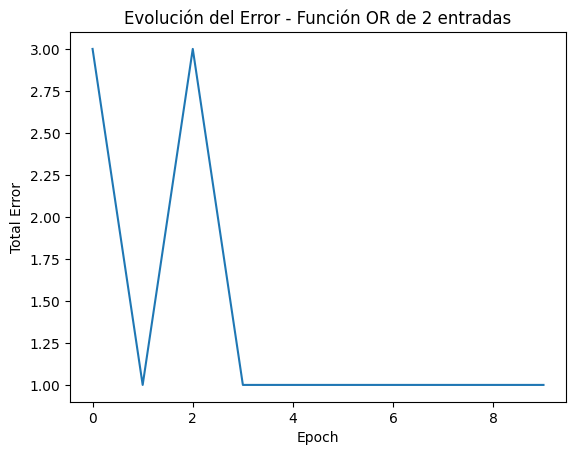 Evolución del Error - Función OR de 2 entradas
3.00
2.75
2.50
2.25
2.00
1.75
1.50
1.25
1.00
Total Error
0 2 4 6 8
Epoch